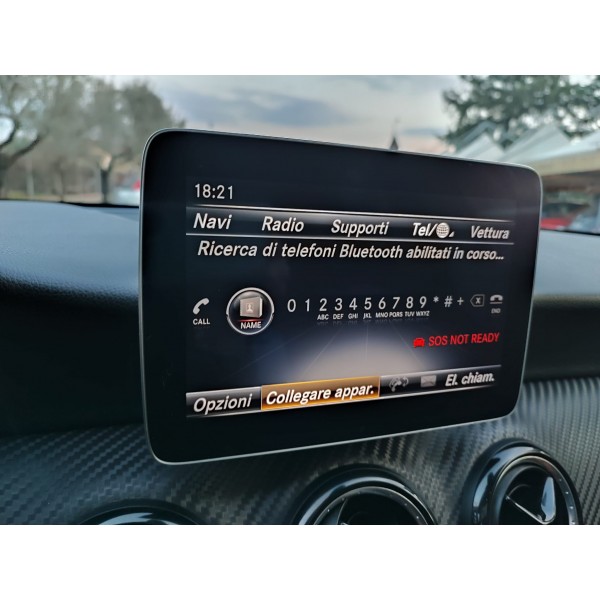 18:21
Navi Radio Supporti Tel/ Vettura
Ricerca di telefoni Bluetooth abilitati in corso...
0 1 2 3 4 5 6 7 8 9 * # +
ABC DEF GHI JKL MNO PQRS TUV WXYZ
CALL NAME END
SOS NOT READY
Opzioni Collegare appar. El. chiam.